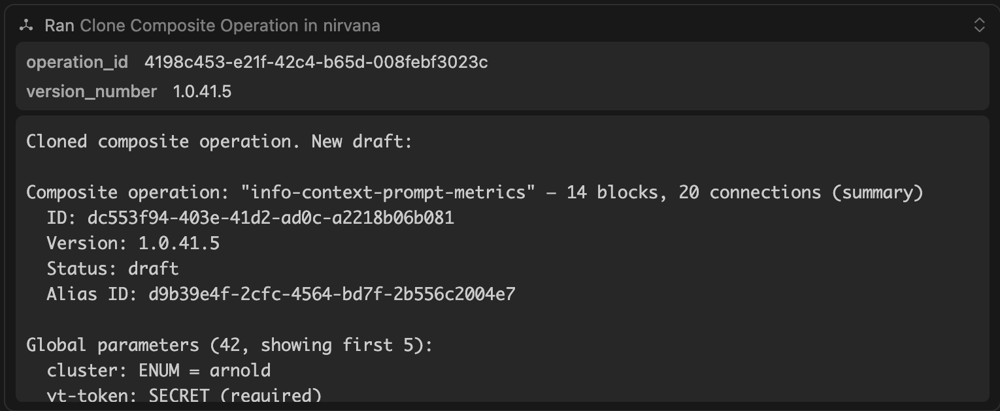 Ran Clone Composite Operation in nirvana
operation_id 4198c453-e21f-42c4-b65d-008febf3023c
version_number 1.0.41.5
Cloned composite operation. New draft:
Composite operation: "info-context-prompt-metrics" — 14 blocks, 20 connections (summary)
ID: dc553f94-403e-41d2-ad0c-a2218b06b081
Version: 1.0.41.5
Status: draft
Alias ID: d9b39e4f-2cfc-4564-bd7f-2b556c2004e7
Global parameters (42, showing first 5):
cluster: ENUM = arnold
yt-token: SECRET (required)